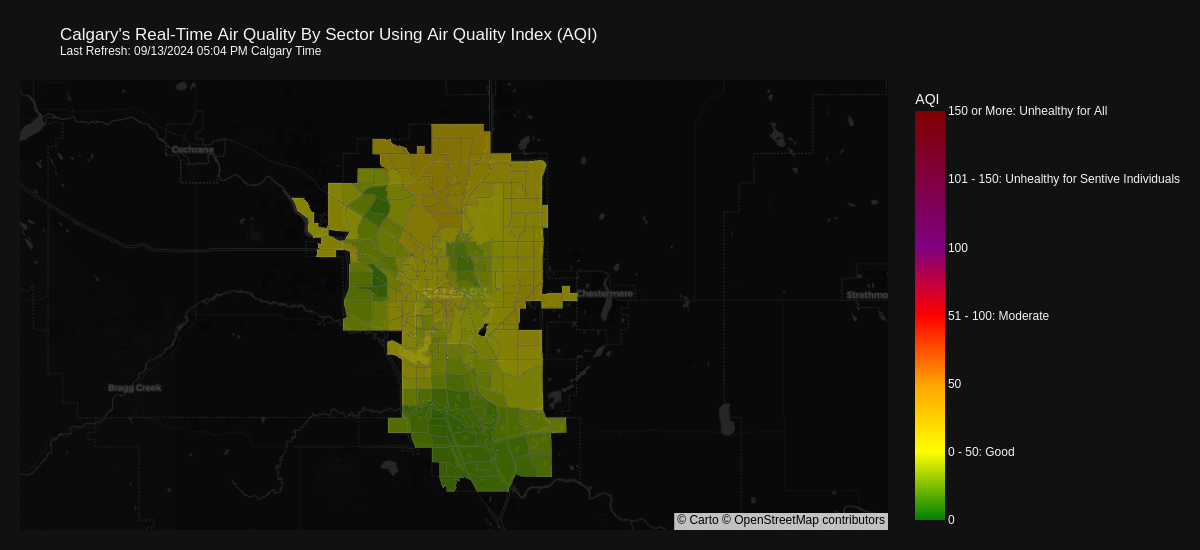 Calgary's Real-Time Air Quality By Sector Using Air Quality Index (AQI)
Last Refresh: 09/13/2024 05:04 PM Calgary Time
AQI
150 or More: Unhealthy for All
101 - 150: Unhealthy for Sentive Individuals
100
51 - 100: Moderate
50
0 - 50: Good
0
Cochrane
CALGARY
Chestermere
Strathmo
Bragg Creek
© Carto © OpenStreetMap contributors